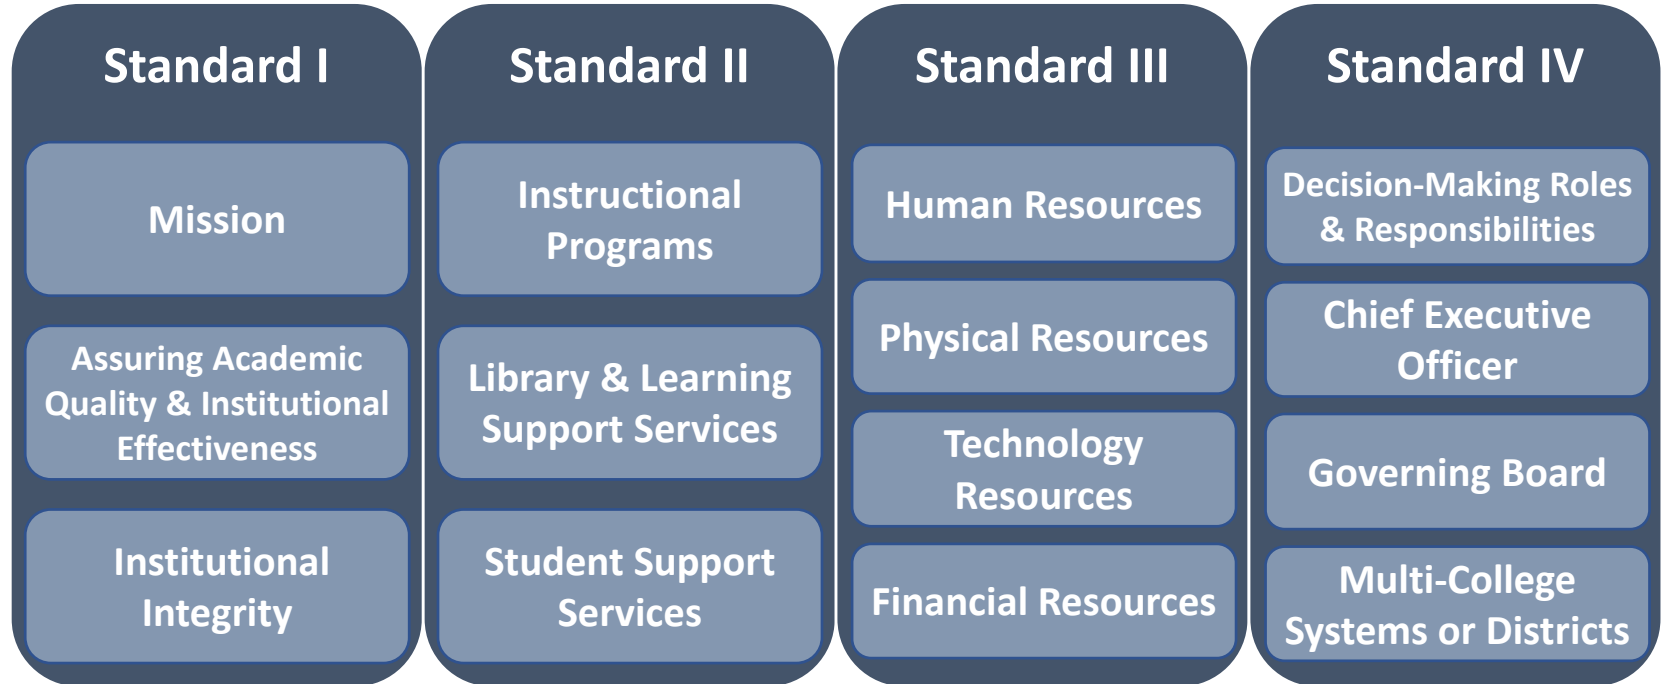 Standard I
Mission
Assuring Academic
Quality & Institutional
Effectiveness
Institutional
Integrity
Standard II
Instructional
Programs
Library & Learning
Support Services
Student Support
Services
Standard III
Human Resources
Physical Resources
Technology
Resources
Financial Resources
Standard IV
Decision-Making Roles
& Responsibilities
Chief Executive
Officer
Governing Board
Multi-College
Systems or Districts